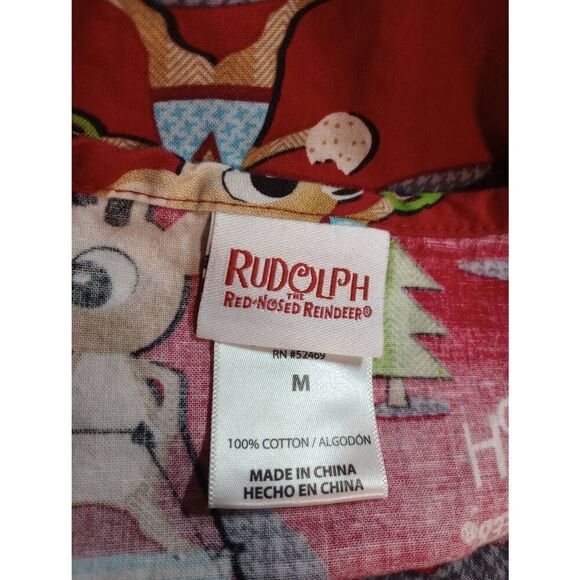 RUDOLPH
THE
RED-NOSED REINDEER®
RN #52469
M
100% COTTON / ALGODÓN
MADE IN CHINA
HECHO EN CHINA